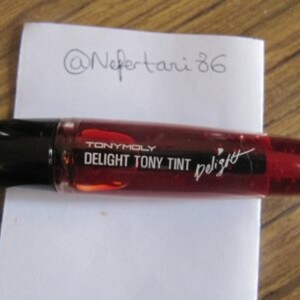 @Nefertari86
TONYMOLY
DELIGHT TONY TINT Delight